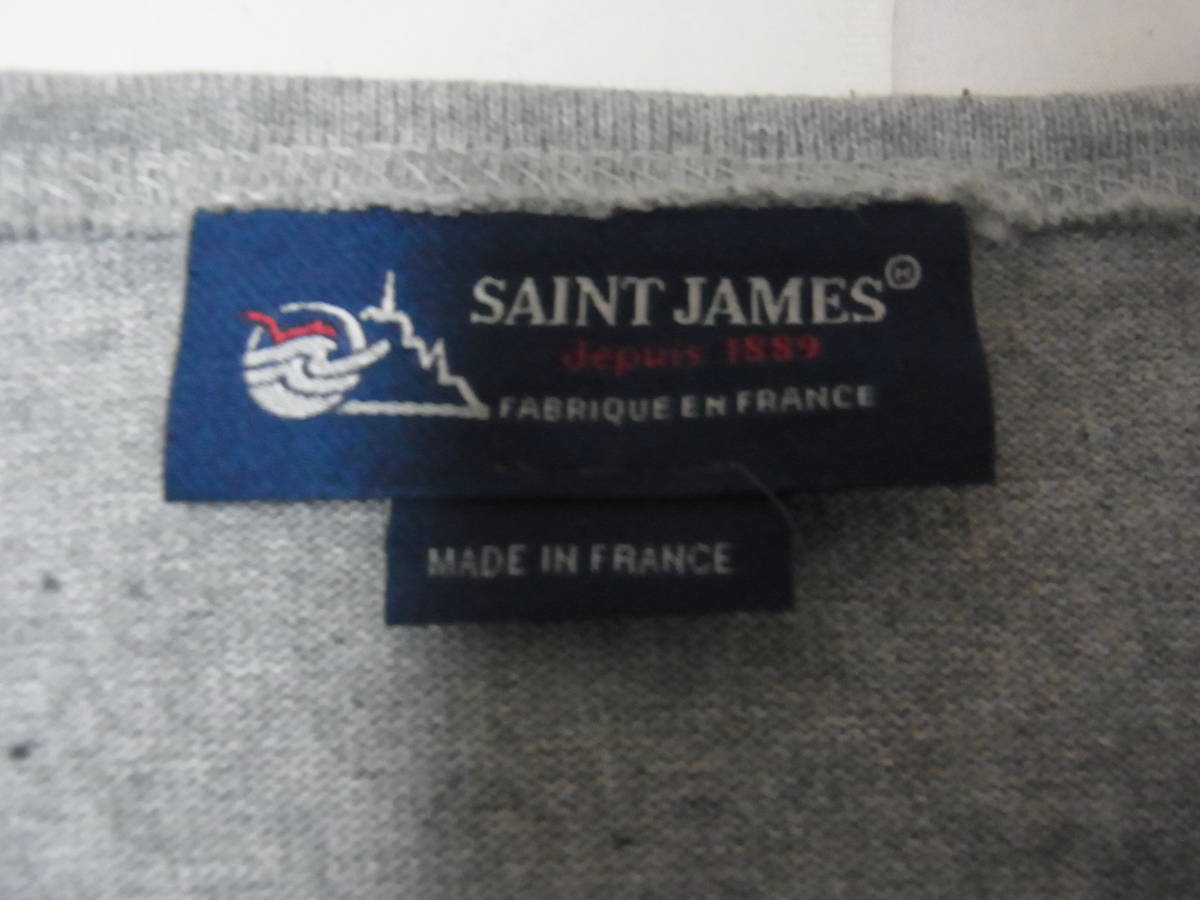 SAINT JAMES®
depuis 1889
FABRIQUE EN FRANCE
MADE IN FRANCE